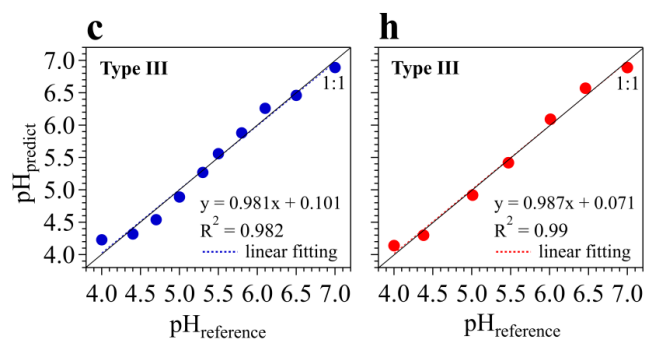 c
Type III
1:1
y = 0.981x + 0.101
R² = 0.982
linear fitting
pHpredict
7.0
6.5
6.0
5.5
5.0
4.5
4.0
4.0 4.5 5.0 5.5 6.0 6.5 7.0
pHreference
h
Type III
1:1
y = 0.987x + 0.071
R² = 0.99
linear fitting
4.0 4.5 5.0 5.5 6.0 6.5 7.0
pHreference